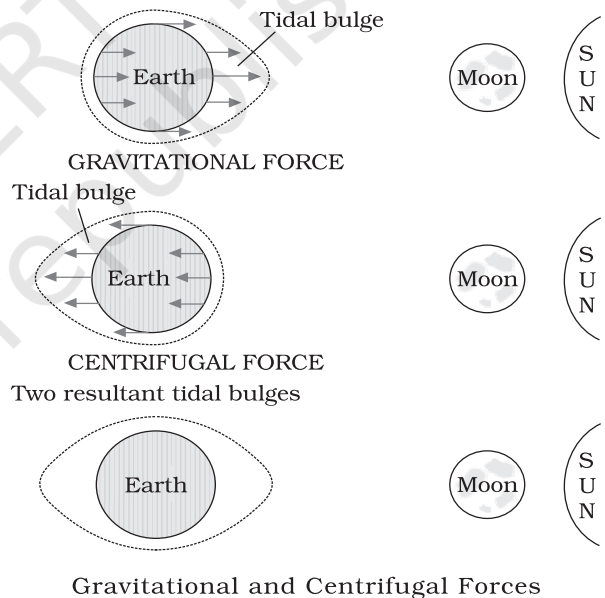 Tidal bulge
Earth
Moon
S
U
N
GRAVITATIONAL FORCE
Tidal bulge
Earth
Moon
S
U
N
CENTRIFUGAL FORCE
Two resultant tidal bulges
Earth
Moon
S
U
N
Gravitational and Centrifugal Forces